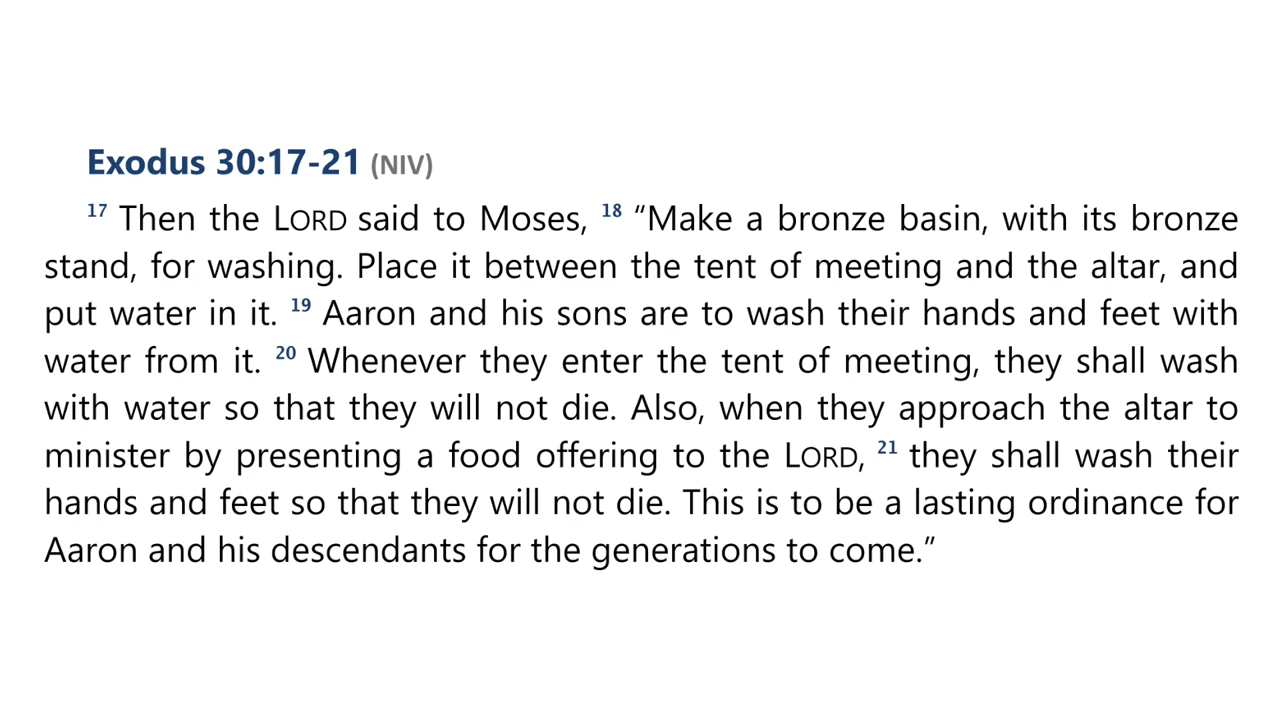 Exodus 30:17-21 (NIV)
17 Then the LORD said to Moses, 18 “Make a bronze basin, with its bronze
stand, for washing. Place it between the tent of meeting and the altar, and
put water in it. 19 Aaron and his sons are to wash their hands and feet with
water from it. 20 Whenever they enter the tent of meeting, they shall wash
with water so that they will not die. Also, when they approach the altar to
minister by presenting a food offering to the LORD, 21 they shall wash their
hands and feet so that they will not die. This is to be a lasting ordinance for
Aaron and his descendants for the generations to come.”